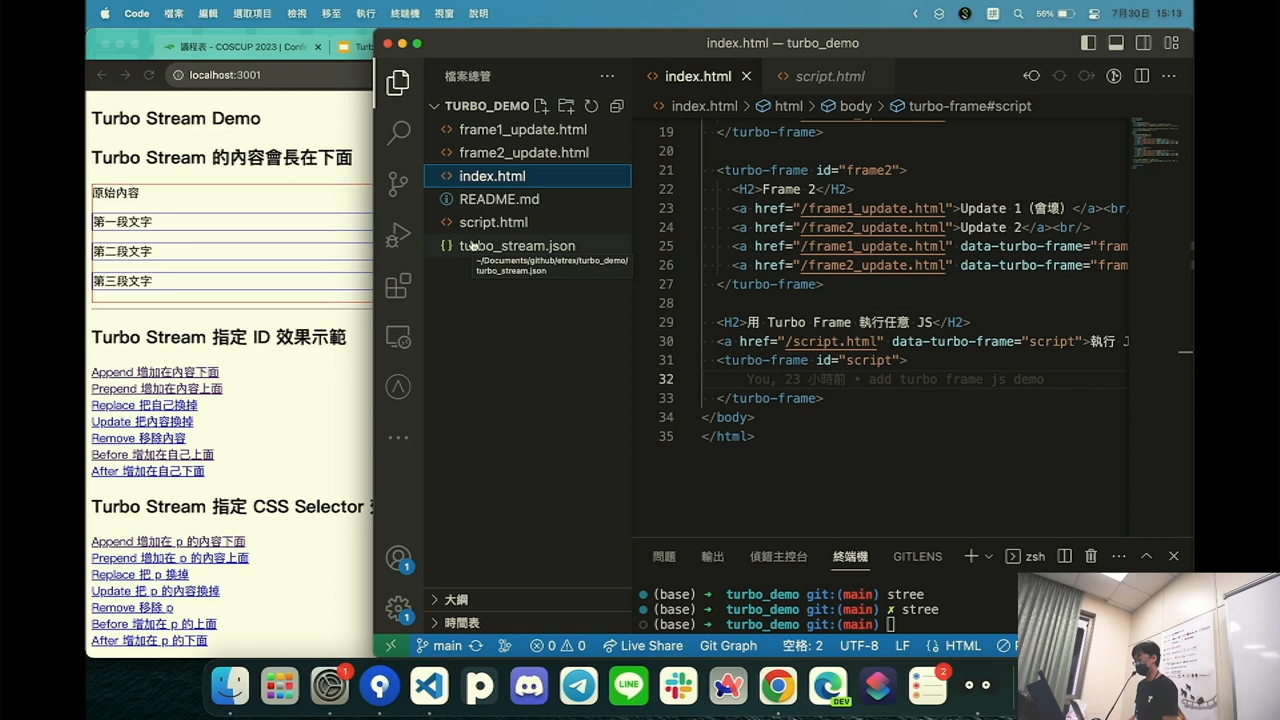 Code 檔案 編輯 選取項目 檢視 移至 執行 終端機 視窗 說明 56% 7月30日 15:13
議程表 - COSCUP 2023 | Conf
Turb
localhost:3001
Turbo Stream Demo
Turbo Stream 的內容會長在下面
原始內容
第一段文字
第二段文字
第三段文字
Turbo Stream 指定 ID 效果示範
Append 增加在內容下面
Prepend 增加在內容上面
Replace 把自己換掉
Update 把內容換掉
Remove 移除內容
Before 增加在自己上面
After 增加在自己下面
Turbo Stream 指定 CSS Selector
Append 增加在 p 的內容下面
Prepend 增加在 p 的內容上面
Replace 把 p 換掉
Update 把 p 的內容換掉
Remove 移除 p
Before 增加在 p 的上面
After 增加在 p 的下面
index.html — turbo_demo
檔案總管
TURBO_DEMO
frame1_update.html
frame2_update.html
index.html
README.md
script.html
turbo_stream.json
~/Documents/github/etrex/turbo_demo/
turbo_stream.json
大綱
時間表
index.html script.html
index.html > html > body > turbo-frame#script
19 </turbo-frame>
20
21 <turbo-frame id="frame2">
22 <H2>Frame 2</H2>
23 <a href="/frame1_update.html">Update 1 (會壞) </a><br/
24 <a href="/frame2_update.html">Update 2</a><br/>
25 <a href="/frame1_update.html" data-turbo-frame="fram
26 <a href="/frame2_update.html" data-turbo-frame="fram
27 </turbo-frame>
28
29 <H2>用 Turbo Frame 執行任意 JS</H2>
30 <a href="/script.html" data-turbo-frame="script">執行 J
31 <turbo-frame id="script">
32 You, 23 小時前 • add turbo frame js demo
33 </turbo-frame>
34 </body>
35 </html>
問題 輸出 偵錯主控台 終端機 GITLENS zsh
(base) ➜ turbo_demo git:(main) stree
(base) ➜ turbo_demo git:(main) ✗ stree
(base) ➜ turbo_demo git:(main)
1
1
main 0 0 Live Share Git Graph 空格: 2 UTF-8 LF HTML
1
LINE
DEV
2